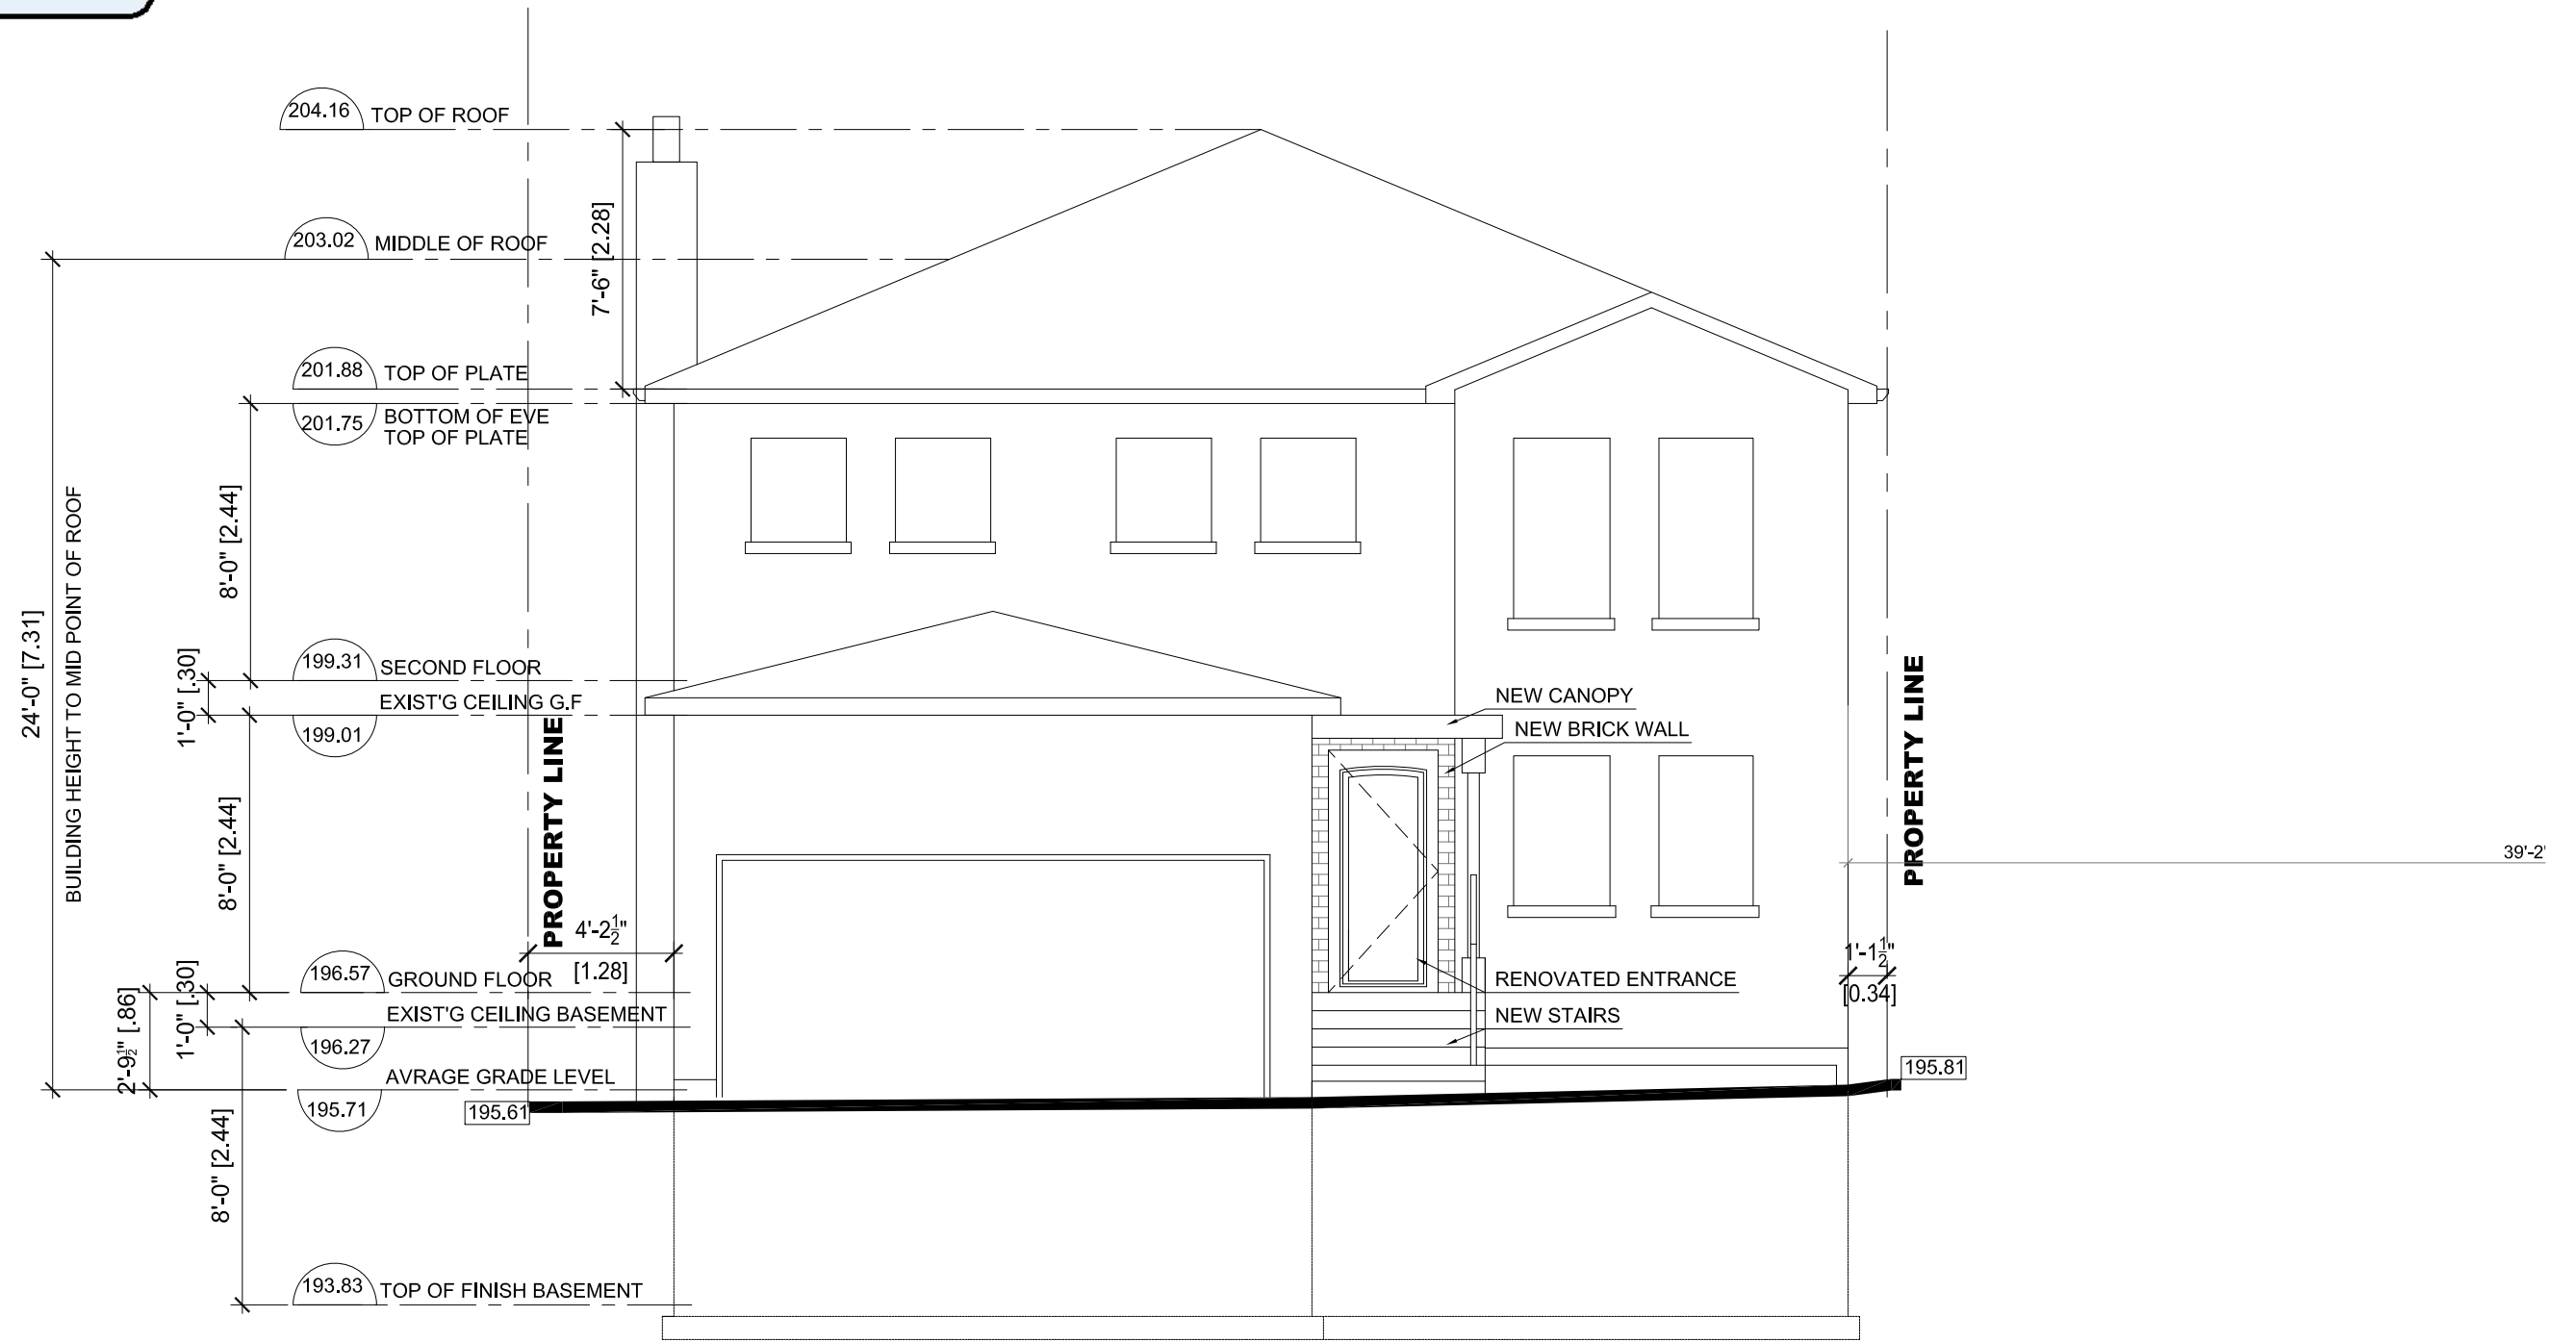 204.16 TOP OF ROOF
203.02 MIDDLE OF ROOF
7'-6" [2.28]
201.88 TOP OF PLATE
201.75 BOTTOM OF EVE
TOP OF PLATE
8'-0" [2.44]
24'-0" [7.31]
BUILDING HEIGHT TO MID POINT OF ROOF
199.31 SECOND FLOOR
1'-0" [.30]
EXIST'G CEILING G.F
199.01
NEW CANOPY
NEW BRICK WALL
PROPERTY LINE
PROPERTY LINE
8'-0" [2.44]
39'-2'
4'-2½"
[1.28]
1'-1½"
[0.34]
196.57 GROUND FLOOR
RENOVATED ENTRANCE
2'-9½" [.86]
1'-0" [.30]
EXIST'G CEILING BASEMENT
196.27
NEW STAIRS
AVRAGE GRADE LEVEL
195.71
195.61
195.81
8'-0" [2.44]
193.83 TOP OF FINISH BASEMENT